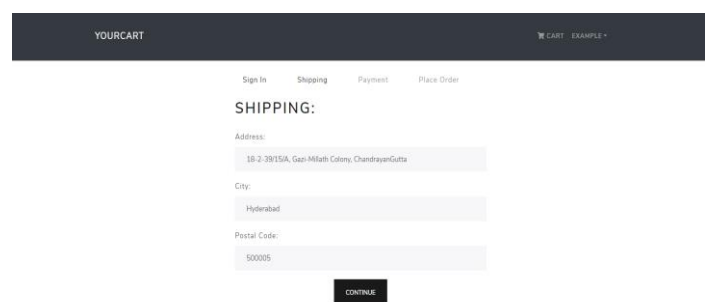 YOURCART CART EXAMPLE
Sign In Shipping Payment Place Order
SHIPPING:
Address:
18-2-39/15/A, Gazi-Millath Colony, ChandrayanGutta
City:
Hyderabad
Postal Code:
500005
CONTINUE